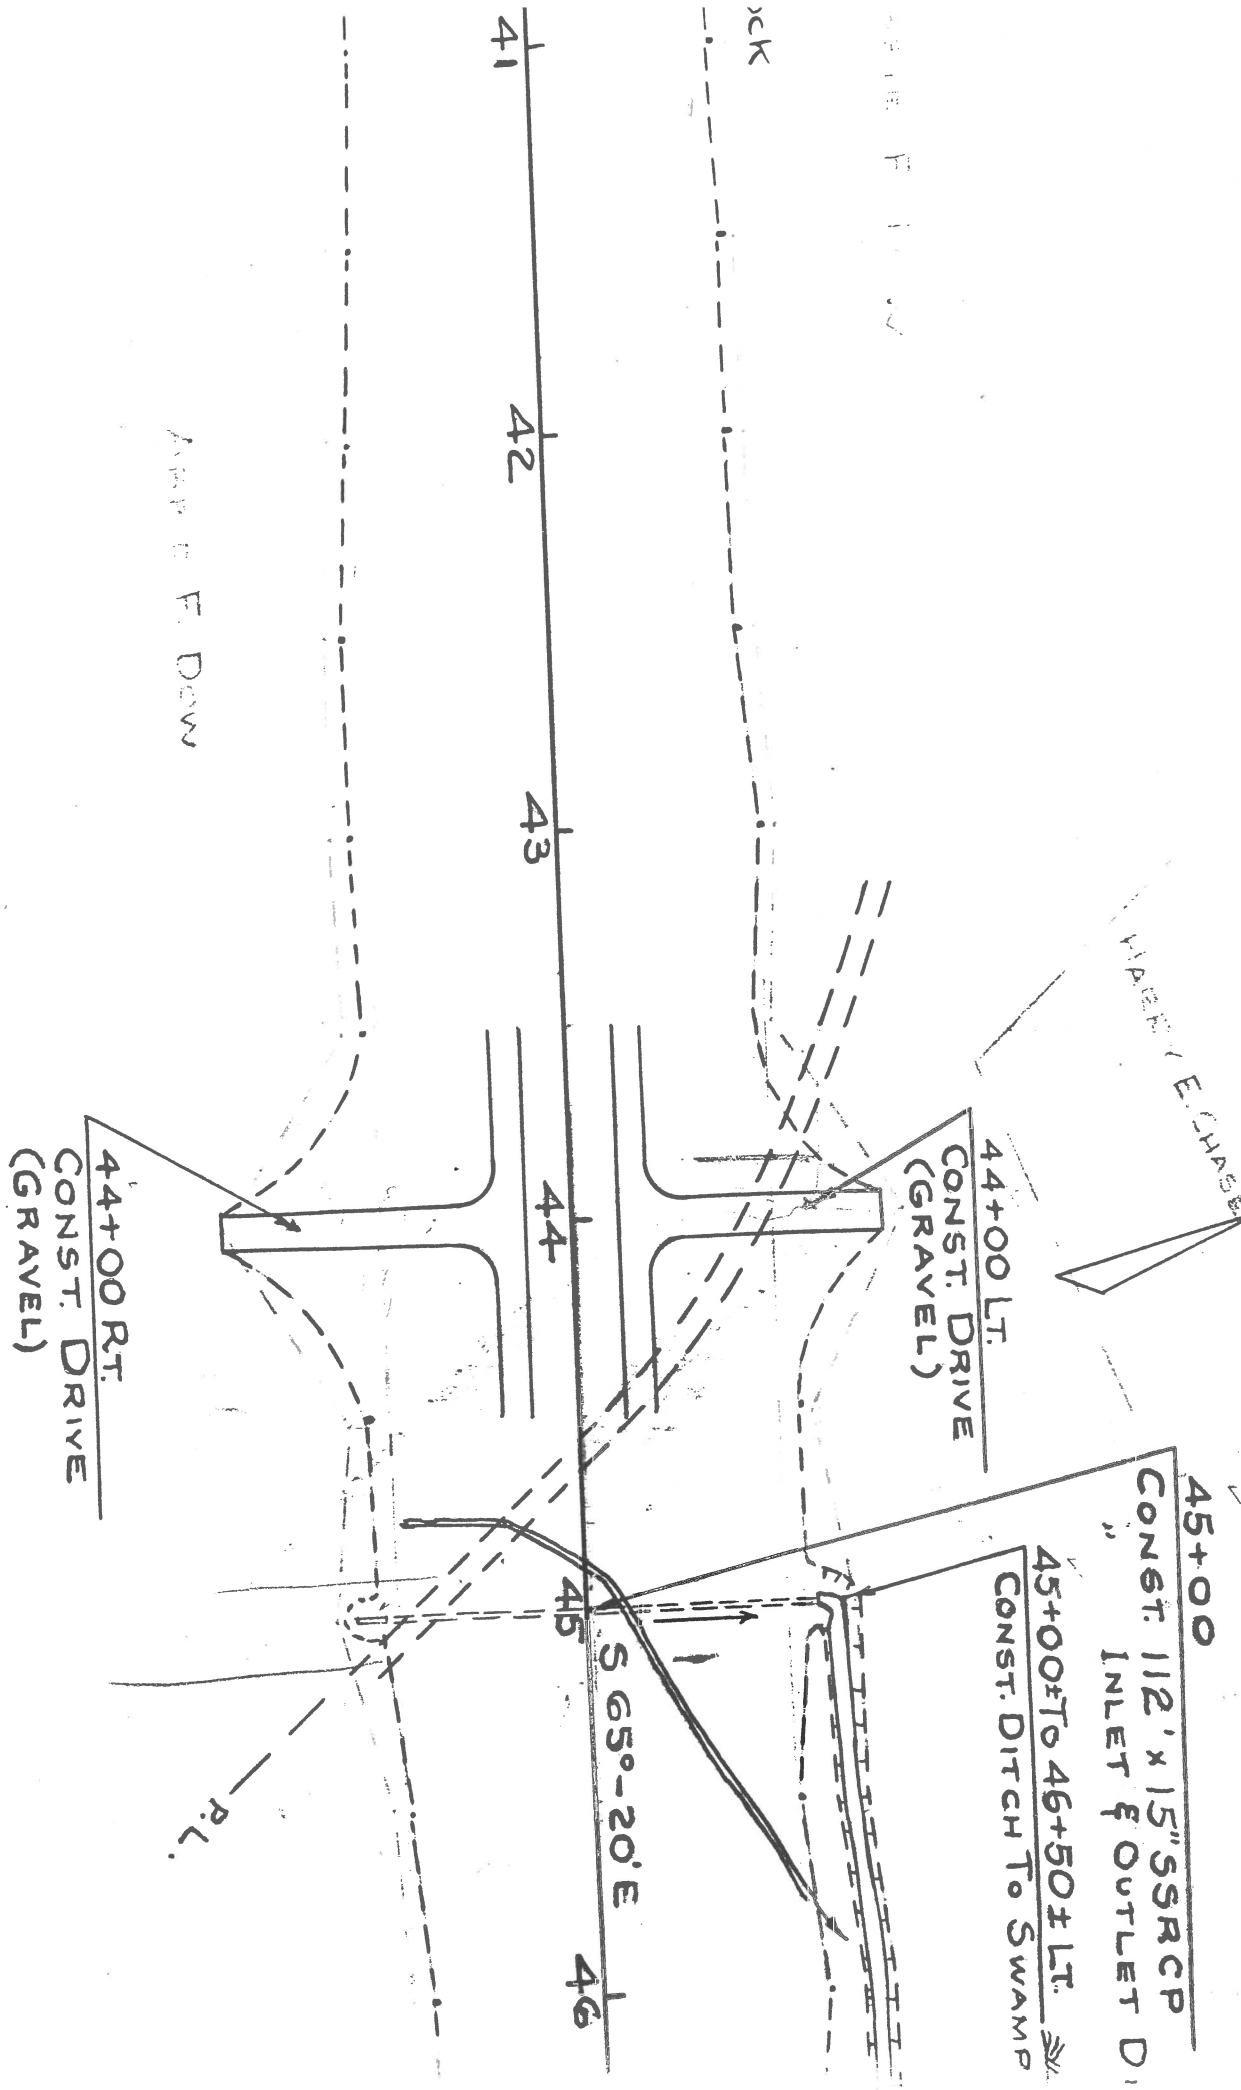 45+00
CONST. 112' x 15" SSRCP
" INLET & OUTLET
45+00± To 46+50± LT.
CONST. DITCH TO SWAMP
44+00 LT.
CONST. DRIVE
(GRAVEL)
E. CHASE
41
42
43
44
45
46
S 65°-20' E
F. DOW
P.L.
44+00 RT.
CONST. DRIVE
(GRAVEL)